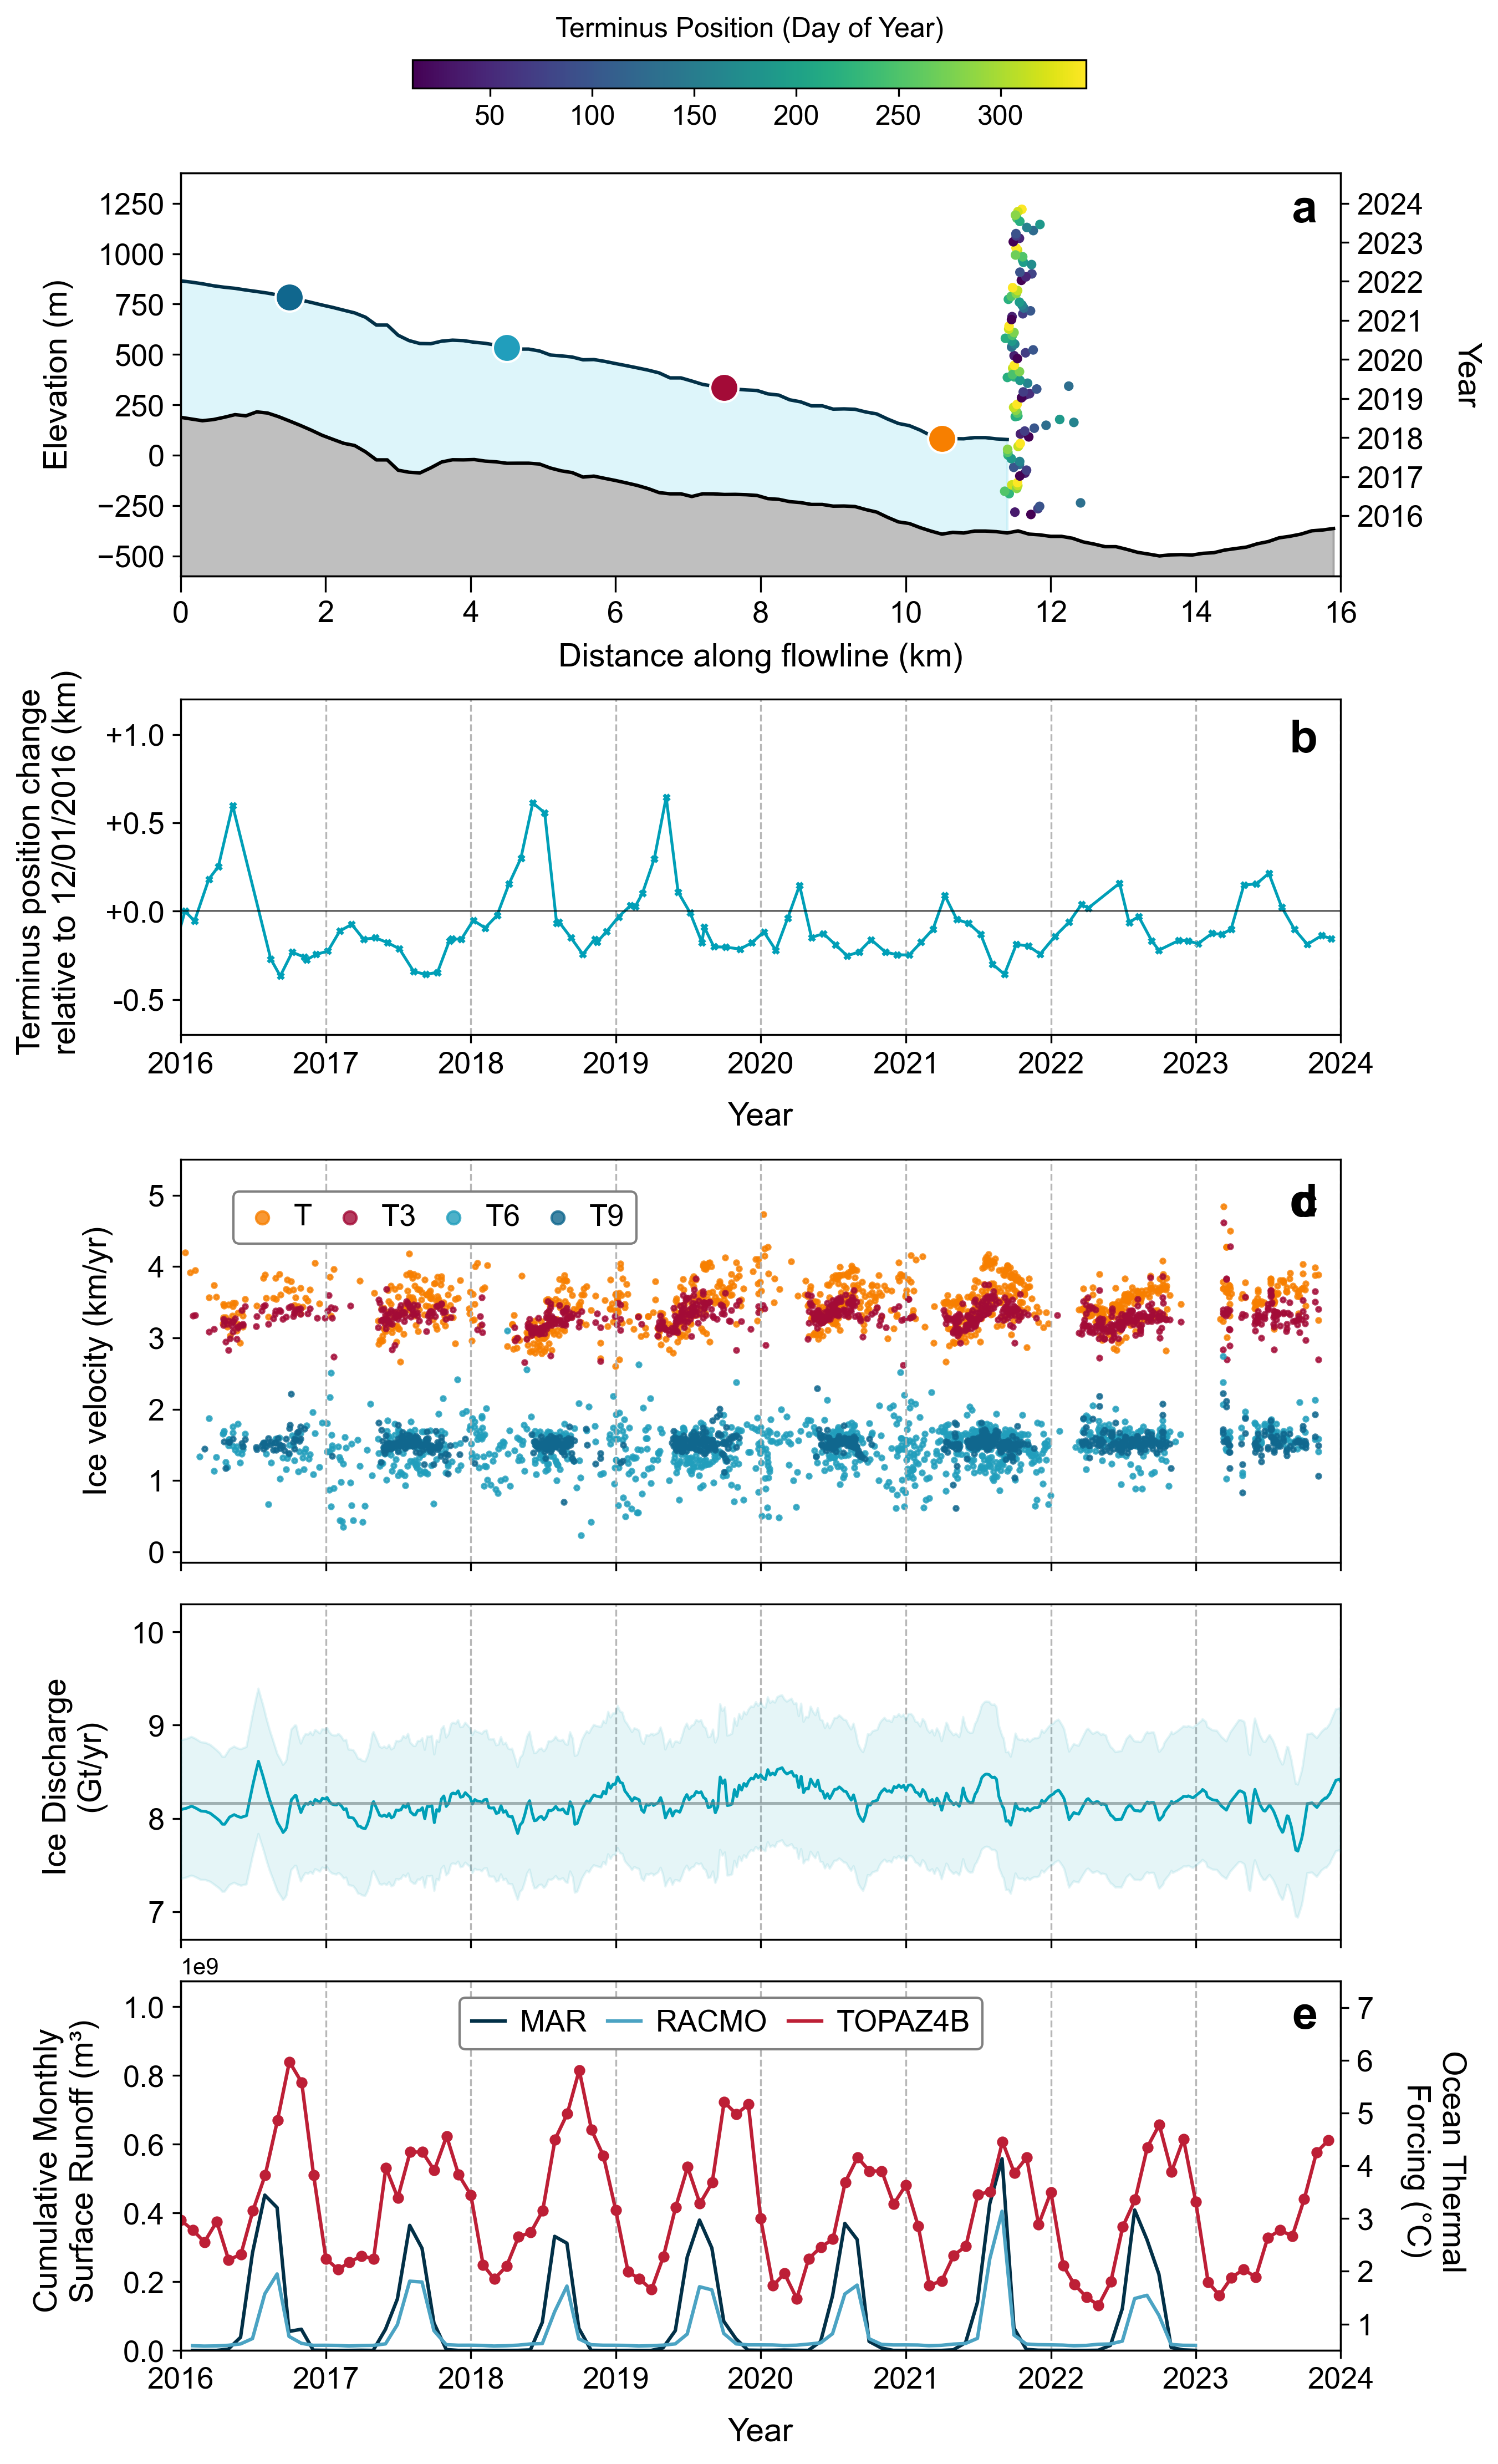 Terminus Position (Day of Year)
50 100 150 200 250 300
a
1250
1000
750
500
250
0
−250
−500
Elevation (m)
2024
2023
2022
2021
2020
2019
2018
2017
2016
Year
0 2 4 6 8 10 12 14 16
Distance along flowline (km)
b
Terminus position change
relative to 12/01/2016 (km)
+1.0
+0.5
+0.0
-0.5
2016 2017 2018 2019 2020 2021 2022 2023 2024
Year
T T3 T6 T9
d
Ice velocity (km/yr)
5
4
3
2
1
0
Ice Discharge
(Gt/yr)
10
9
8
7
1e9
MAR RACMO TOPAZ4B
e
Cumulative Monthly
Surface Runoff (m³)
1.0
0.8
0.6
0.4
0.2
0.0
7
6
5
4
3
2
1
Ocean Thermal
Forcing (°C)
2016 2017 2018 2019 2020 2021 2022 2023 2024
Year